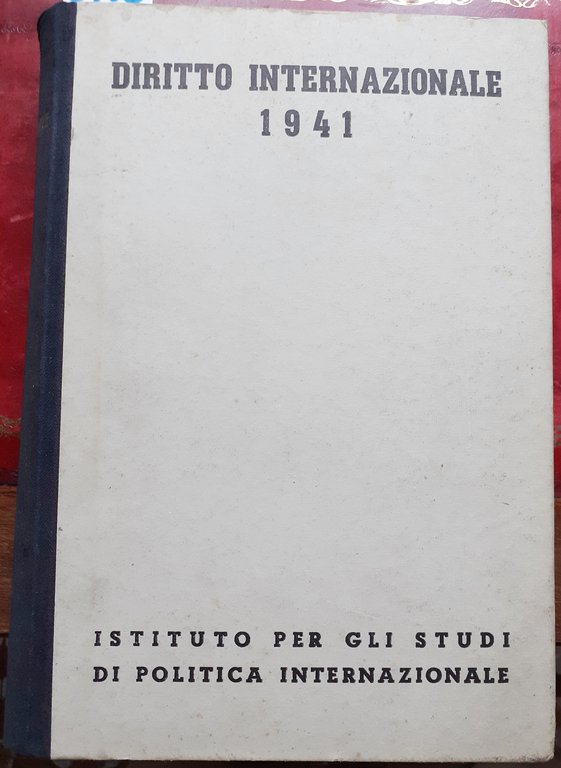 DIRITTO INTERNAZIONALE
1941
ISTITUTO PER GLI STUDI
DI POLITICA INTERNAZIONALE